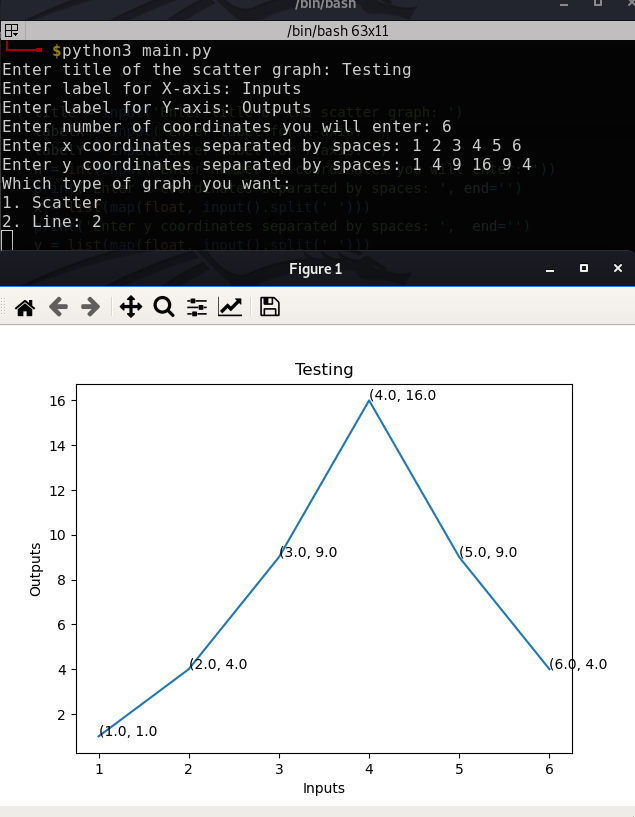 /bin/bash
/bin/bash 63x11
$python3 main.py
Enter title of the scatter graph: Testing
Enter label for X-axis: Inputs
Enter label for Y-axis: Outputs
Enter number of coordinates you will enter: 6
Enter x coordinates separated by spaces: 1 2 3 4 5 6
Enter y coordinates separated by spaces: 1 4 9 16 9 4
Which type of graph you want:
1. Scatter
2. Line: 2
y = list(map(float, input().split(' ')))
Figure 1
Testing
16
(4.0, 16.0
14
12
10
(3.0, 9.0
(5.0, 9.0
8
6
4
(2.0, 4.0
(6.0, 4.0
2
(1.0, 1.0
Outputs
1 2 3 4 5 6
Inputs